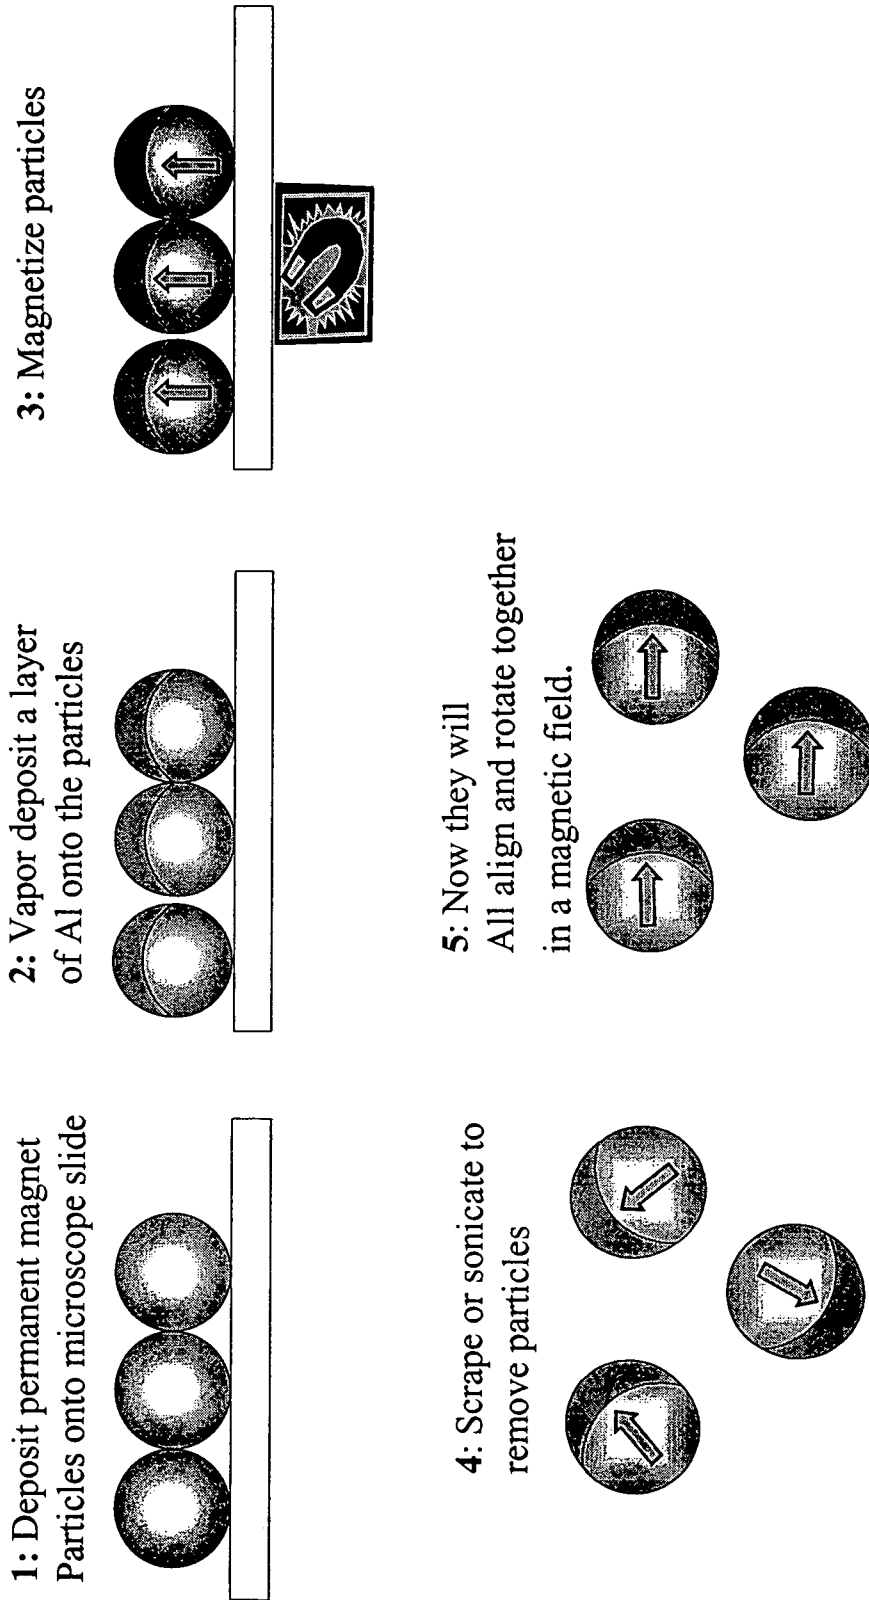 1: Deposit permanent magnet
Particles onto microscope slide
2: Vapor deposit a layer
of Al onto the particles
3: Magnetize particles
4: Scrape or sonicate to
remove particles
5: Now they will
All align and rotate together
in a magnetic field.